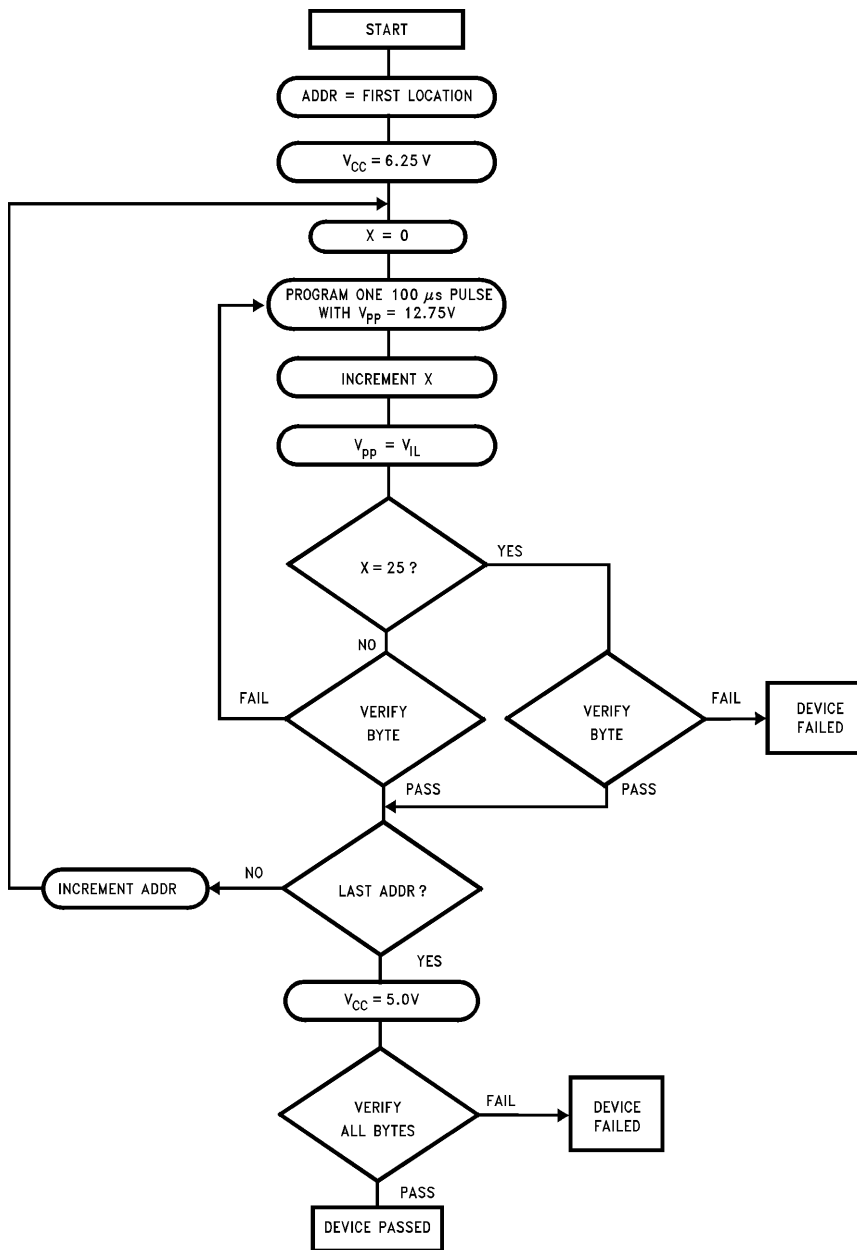 START
ADDR = FIRST LOCATION
VCC = 6.25 V
X = 0
PROGRAM ONE 100 μs PULSE
WITH Vpp = 12.75V
INCREMENT X
Vpp = VIL
X = 25 ?
YES
NO
FAIL
VERIFY
BYTE
VERIFY
BYTE
FAIL
DEVICE
FAILED
PASS
PASS
INCREMENT ADDR
NO
LAST ADDR ?
YES
VCC = 5.0V
VERIFY
ALL BYTES
FAIL
DEVICE
FAILED
PASS
DEVICE PASSED